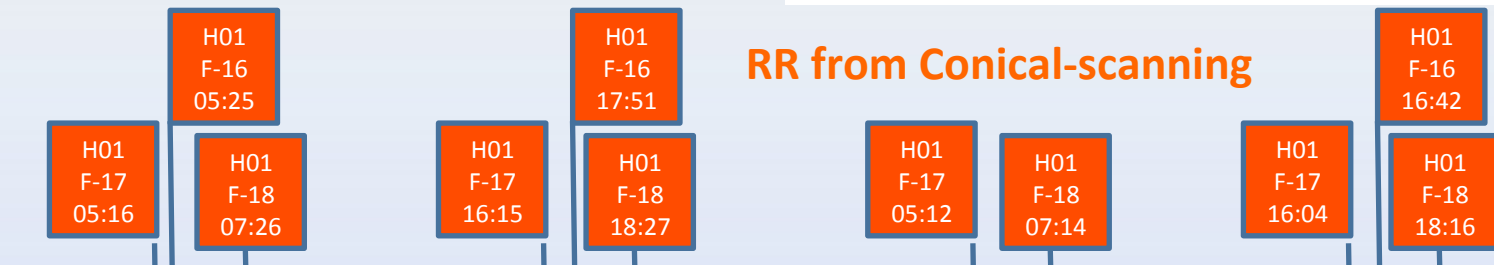 H01
F-16
05:25
H01
F-16
17:51
RR from Conical-scanning
H01
F-16
16:42
H01
F-17
05:16
H01
F-18
07:26
H01
F-17
16:15
H01
F-18
18:27
H01
F-17
05:12
H01
F-18
07:14
H01
F-17
16:04
H01
F-18
18:16